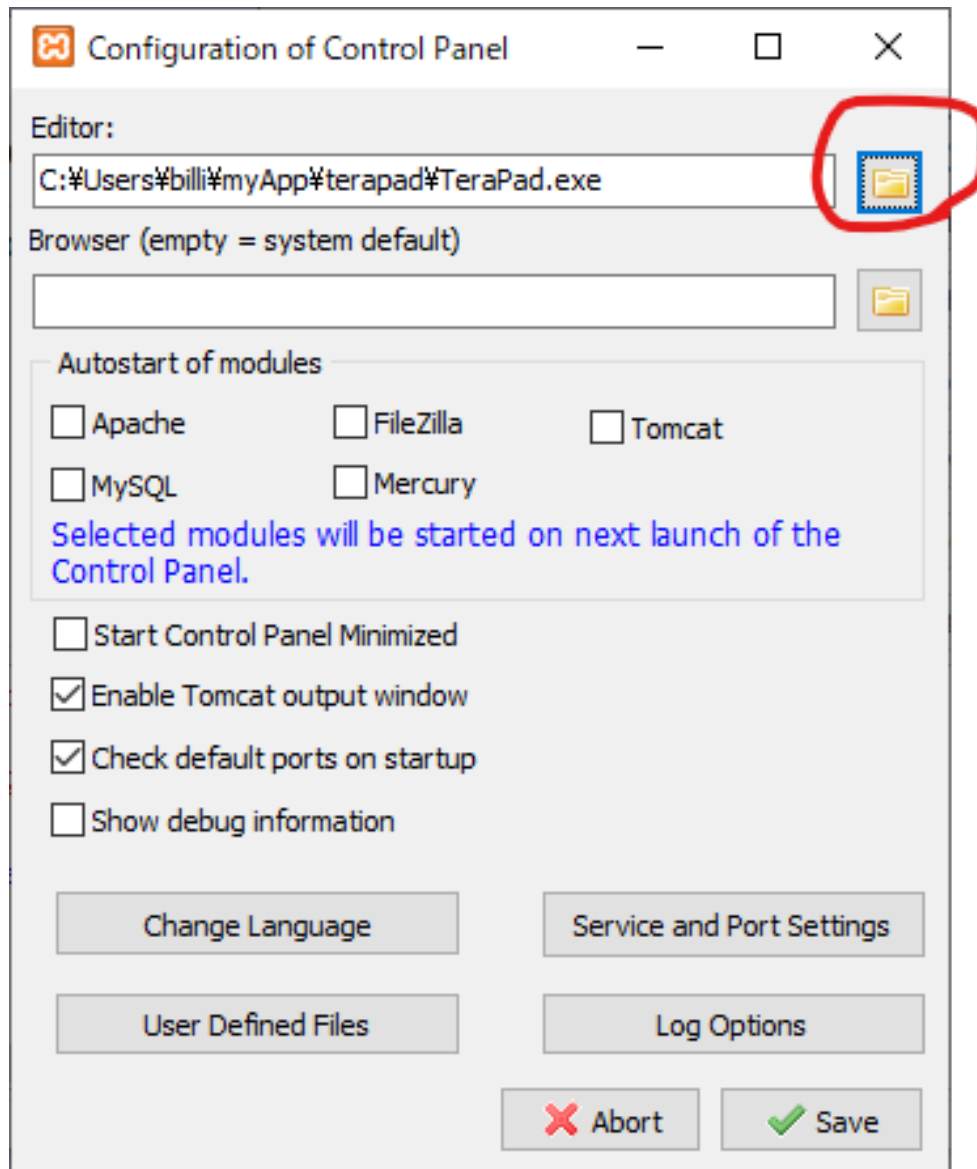 Configuration of Control Panel
Editor:
C:¥Users¥billi¥myApp¥terapad¥TeraPad.exe
Browser (empty = system default)
Autostart of modules
Apache
FileZilla
Tomcat
MySQL
Mercury
Selected modules will be started on next launch of the
Control Panel.
Start Control Panel Minimized
Enable Tomcat output window
Check default ports on startup
Show debug information
Change Language
Service and Port Settings
User Defined Files
Log Options
Abort
Save